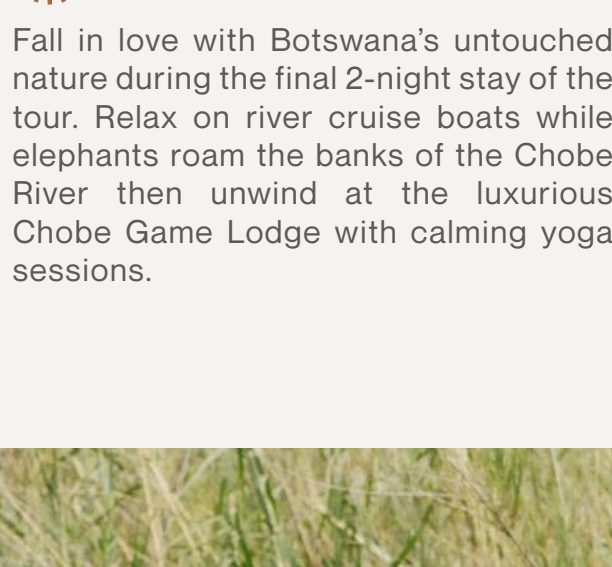 Fall in love with Botswana’s untouched
nature during the final 2-night stay of the
tour. Relax on river cruise boats while
elephants roam the banks of the Chobe
River then unwind at the luxurious
Chobe Game Lodge with calming yoga
sessions.